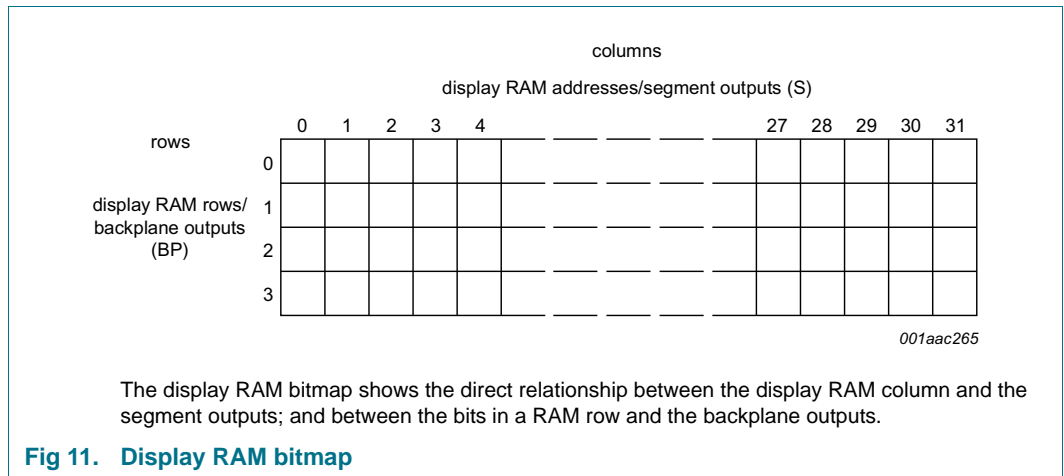 columns
display RAM addresses/segment outputs (S)
0 1 2 3 4 27 28 29 30 31
rows
0
display RAM rows/ 1
backplane outputs
(BP) 2
3
001aac265
The display RAM bitmap shows the direct relationship between the display RAM column and the
segment outputs; and between the bits in a RAM row and the backplane outputs.
Fig 11. Display RAM bitmap